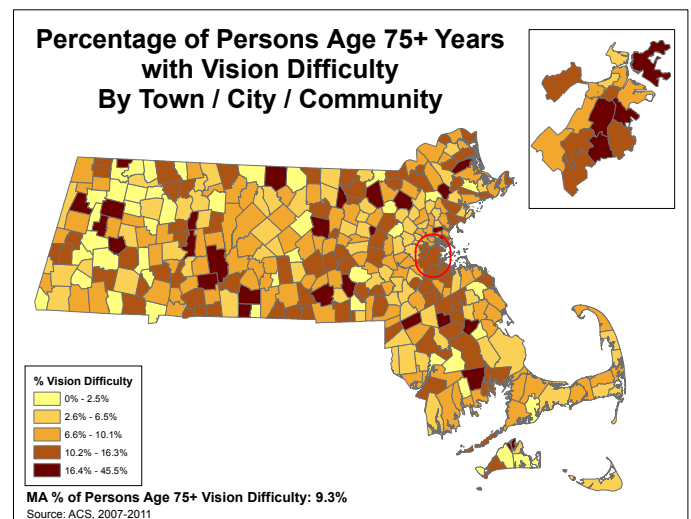 Percentage of Persons Age 75+ Years
with Vision Difficulty
By Town / City / Community
% Vision Difficulty
0% - 2.5%
2.6% - 6.5%
6.6% - 10.1%
10.2% - 16.3%
16.4% - 45.5%
MA % of Persons Age 75+ Vision Difficulty: 9.3%
Source: ACS, 2007-2011